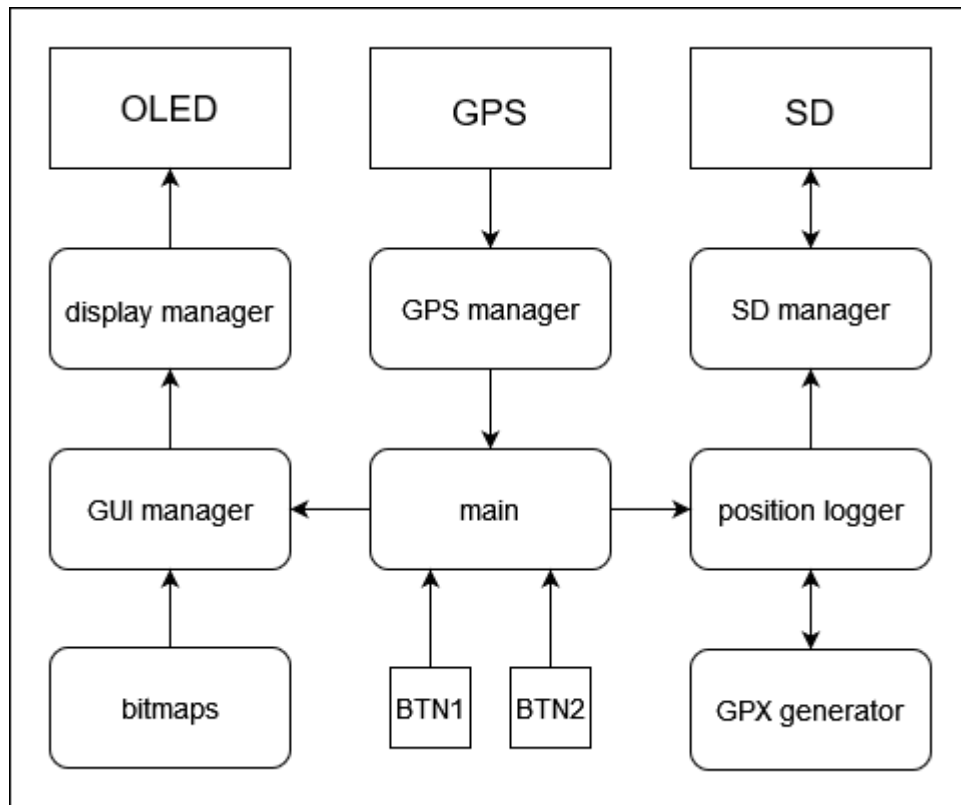 OLED
GPS
SD
display manager
GPS manager
SD manager
GUI manager
main
position logger
bitmaps
BTN1
BTN2
GPX generator